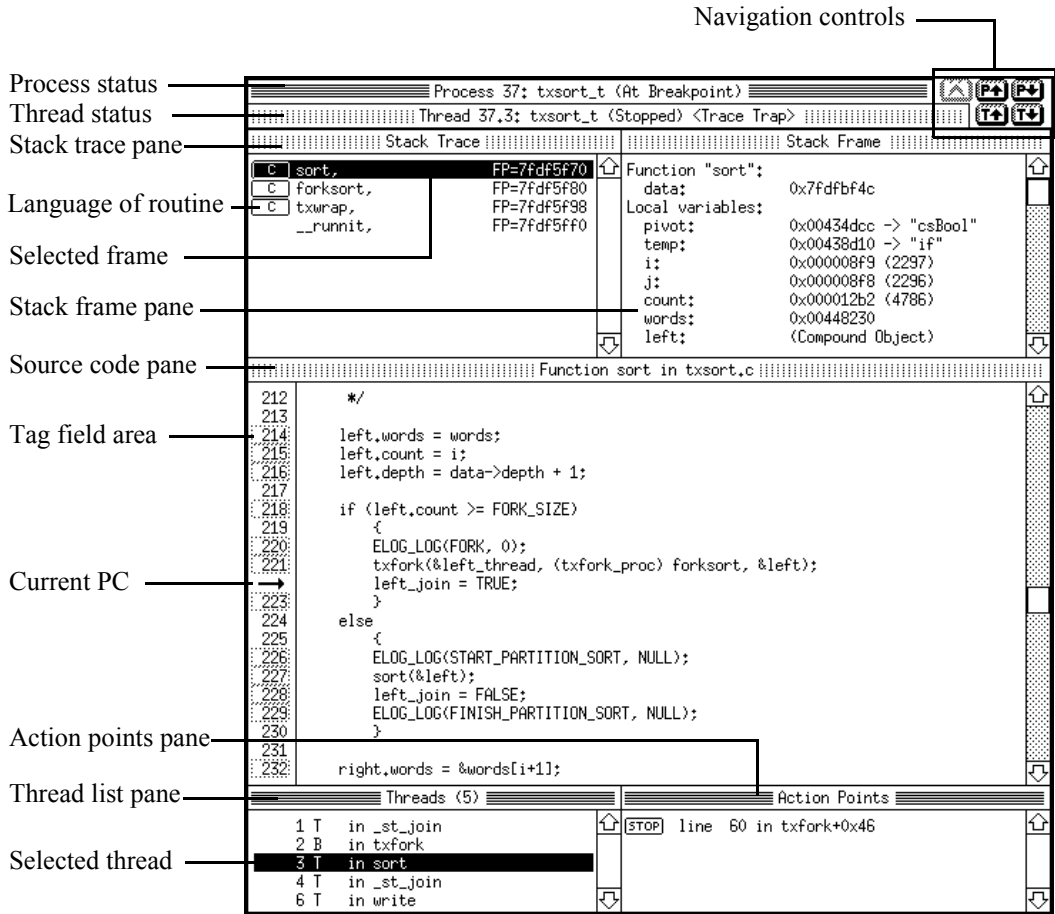 Navigation controls
Process status
Thread status
Stack trace pane
Language of routine
Selected frame
Stack frame pane
Source code pane
Tag field area
Current PC
Action points pane
Thread list pane
Selected thread
Process 37: txsort_t (At Breakpoint)
P P
Thread 37.3: txsort_t (Stopped) <Trace Trap>
T T
Stack Trace
C sort, FP=7fdf5f70
C forksort, FP=7fdf5f80
C txwrap, FP=7fdf5f98
__runnit, FP=7fdf5ff0
Stack Frame
Function "sort":
data: 0x7fdfbf4c
Local variables:
pivot: 0x00434dcc -> "csBool"
temp: 0x00438d10 -> "if"
i: 0x000008f9 (2297)
j: 0x000008f8 (2296)
count: 0x000012b2 (4786)
words: 0x00448230
left: (Compound Object)
Function sort in txsort.c
212 */
213
214 left.words = words;
215 left.count = i;
216 left.depth = data->depth + 1;
217
218 if (left.count >= FORK_SIZE)
219 {
220 ELOG_LOG(FORK, 0);
221 txfork(&left_thread, (txfork_proc) forksort, &left);
→ left_join = TRUE;
223 }
224 else
225 {
226 ELOG_LOG(START_PARTITION_SORT, NULL);
227 sort(&left);
228 left_join = FALSE;
229 ELOG_LOG(FINISH_PARTITION_SORT, NULL);
230 }
231
232 right.words = &words[i+1];
Threads (5)
1 T in _st_join
2 B in txfork
3 T in sort
4 T in _st_join
6 T in write
Action Points
STOP line 60 in txfork+0x46